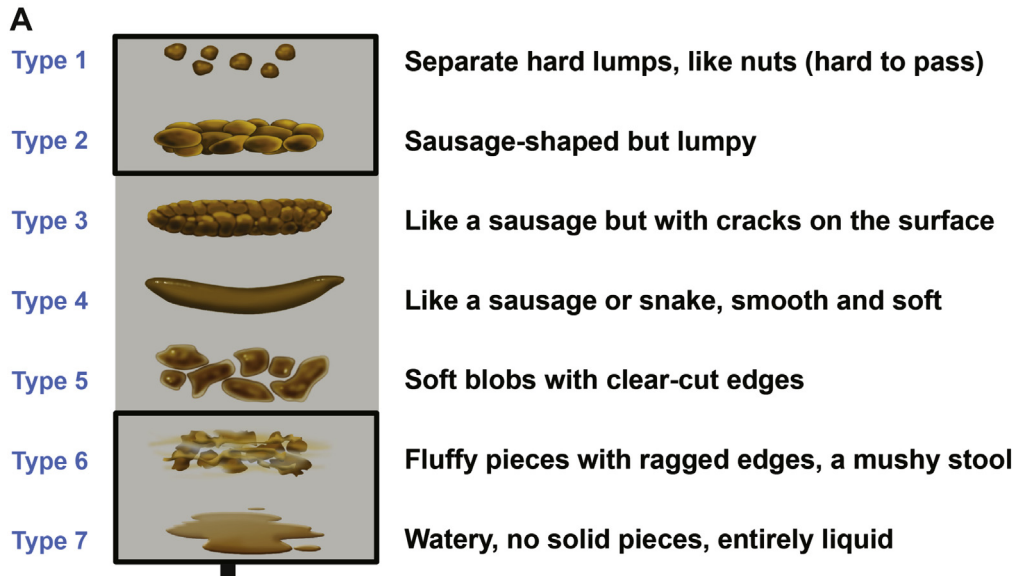 A
Type 1 Separate hard lumps, like nuts (hard to pass)
Type 2 Sausage-shaped but lumpy
Type 3 Like a sausage but with cracks on the surface
Type 4 Like a sausage or snake, smooth and soft
Type 5 Soft blobs with clear-cut edges
Type 6 Fluffy pieces with ragged edges, a mushy stool
Type 7 Watery, no solid pieces, entirely liquid